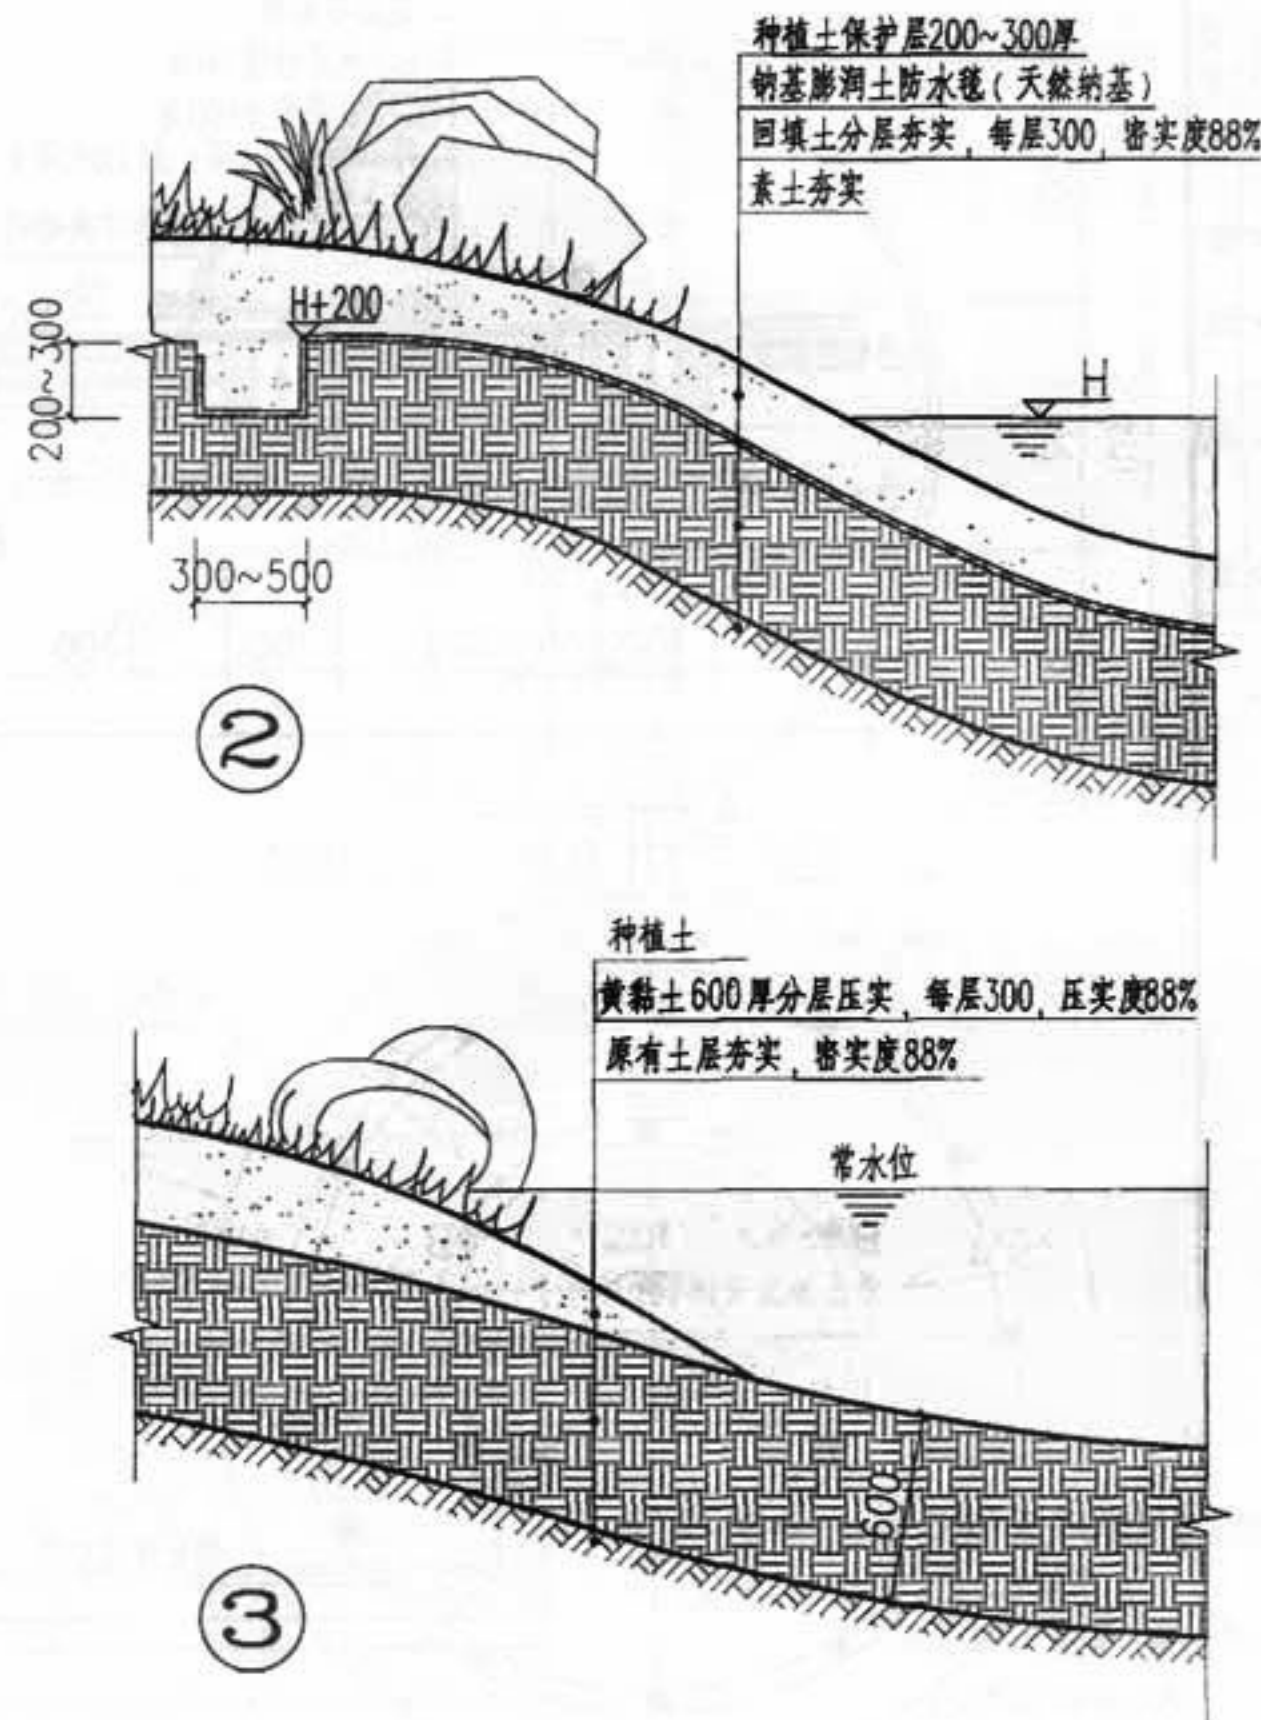 种植土保护层200~300厚
钠基膨润土防水毯(天然纳基)
回填土分层夯实,每层300,密实度88%
素土夯实
H+200
H
200~300
300~500
②
种植土
黄黏土600厚分层压实,每层300,压实度88%
原有土层夯实,密实度88%
常水位
600
③